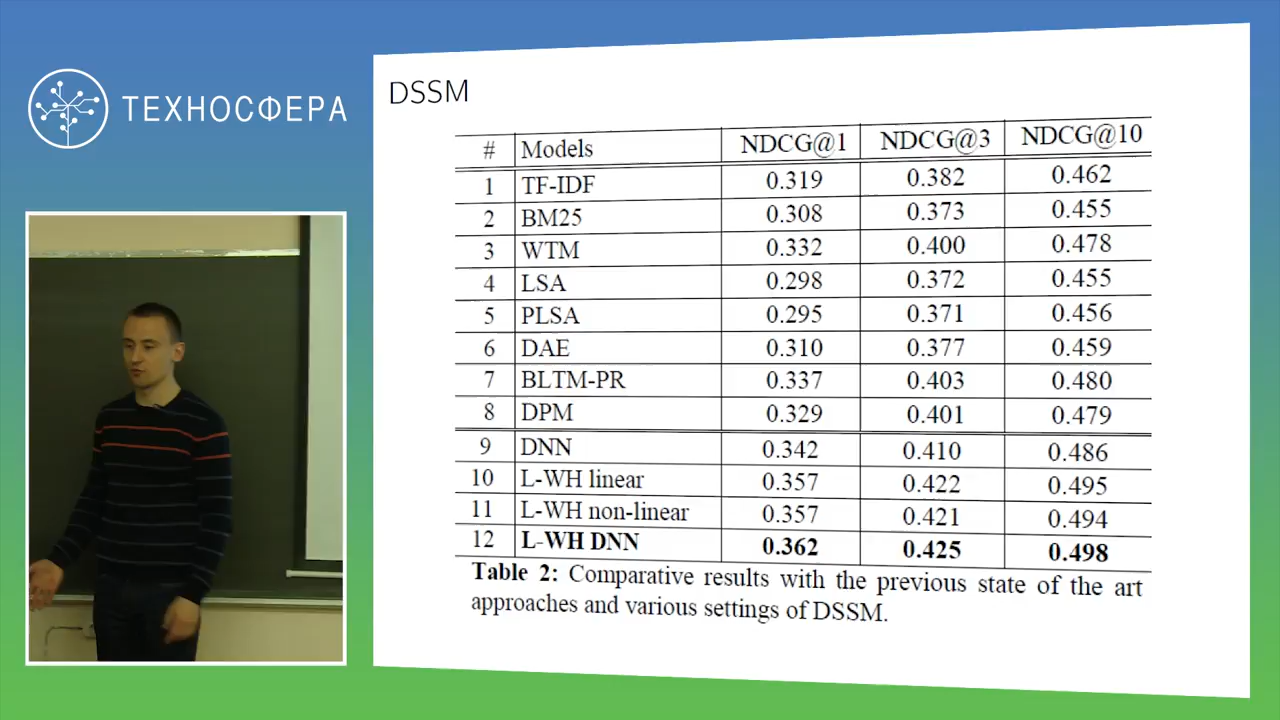 ТЕХНОСФЕРА
DSSM
# Models NDCG@1 NDCG@3 NDCG@10
1 TF-IDF 0.319 0.382 0.462
2 BM25 0.308 0.373 0.455
3 WTM 0.332 0.400 0.478
4 LSA 0.298 0.372 0.455
5 PLSA 0.295 0.371 0.456
6 DAE 0.310 0.377 0.459
7 BLTM-PR 0.337 0.403 0.480
8 DPM 0.329 0.401 0.479
9 DNN 0.342 0.410 0.486
10 L-WH linear 0.357 0.422 0.495
11 L-WH non-linear 0.357 0.421 0.494
12 L-WH DNN 0.362 0.425 0.498
Table 2: Comparative results with the previous state of the art
approaches and various settings of DSSM.